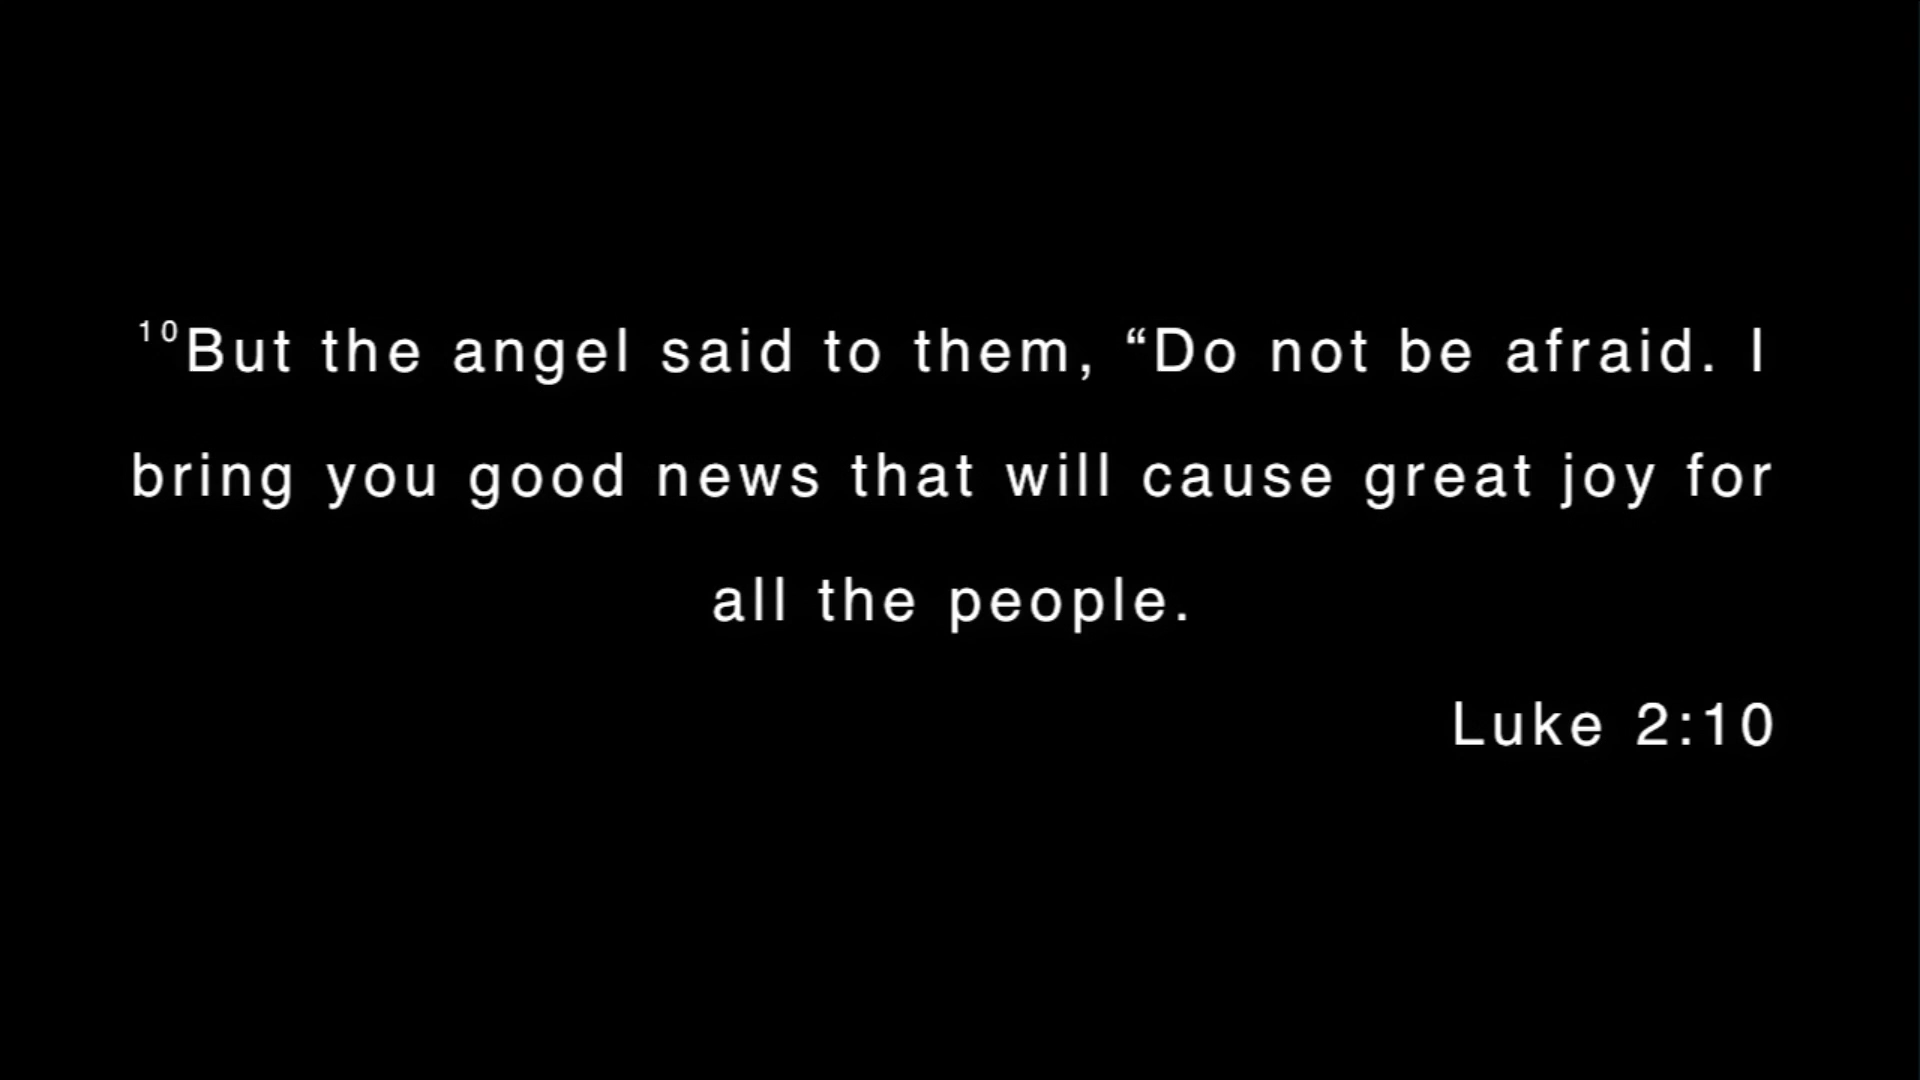 ¹⁰But the angel said to them, “Do not be afraid. I
bring you good news that will cause great joy for
all the people.
Luke 2:10